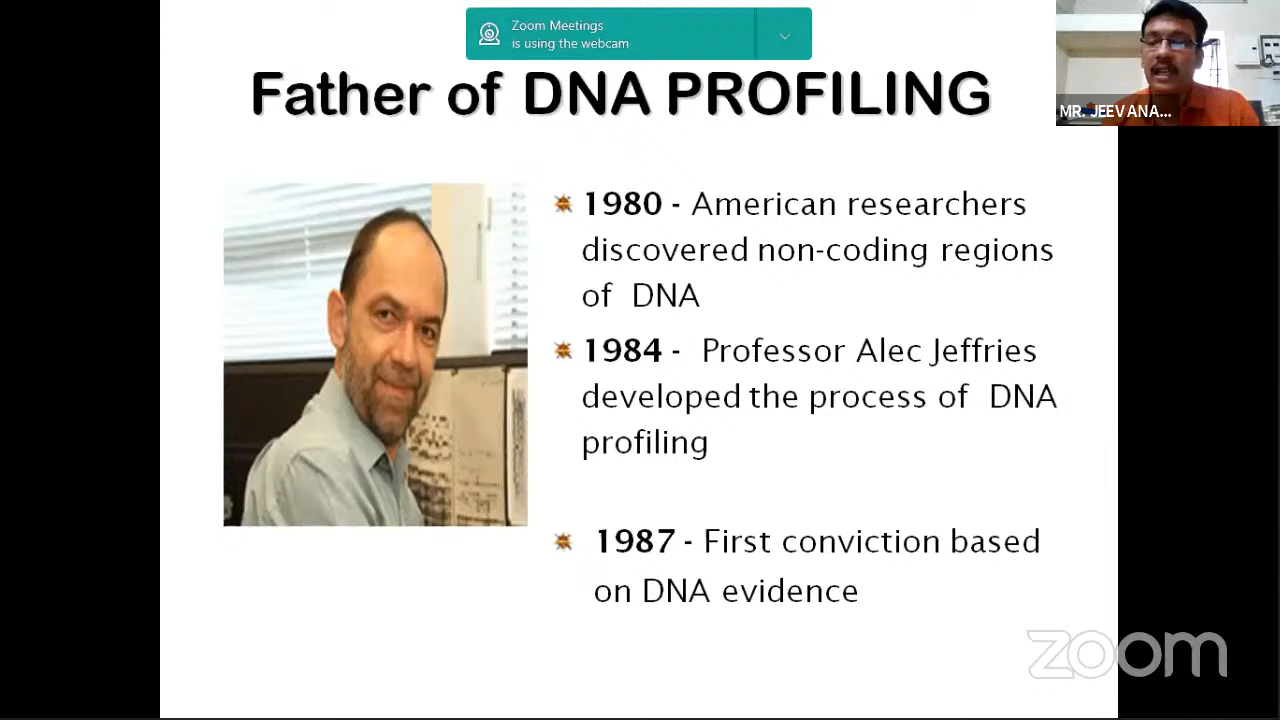 Zoom Meetings
is using the webcam
Father of DNA PROFILING
MR. JEEVANA...
1980 - American researchers
discovered non-coding regions
of DNA
1984 - Professor Alec Jeffries
developed the process of DNA
profiling
1987 - First conviction based
on DNA evidence
zoom